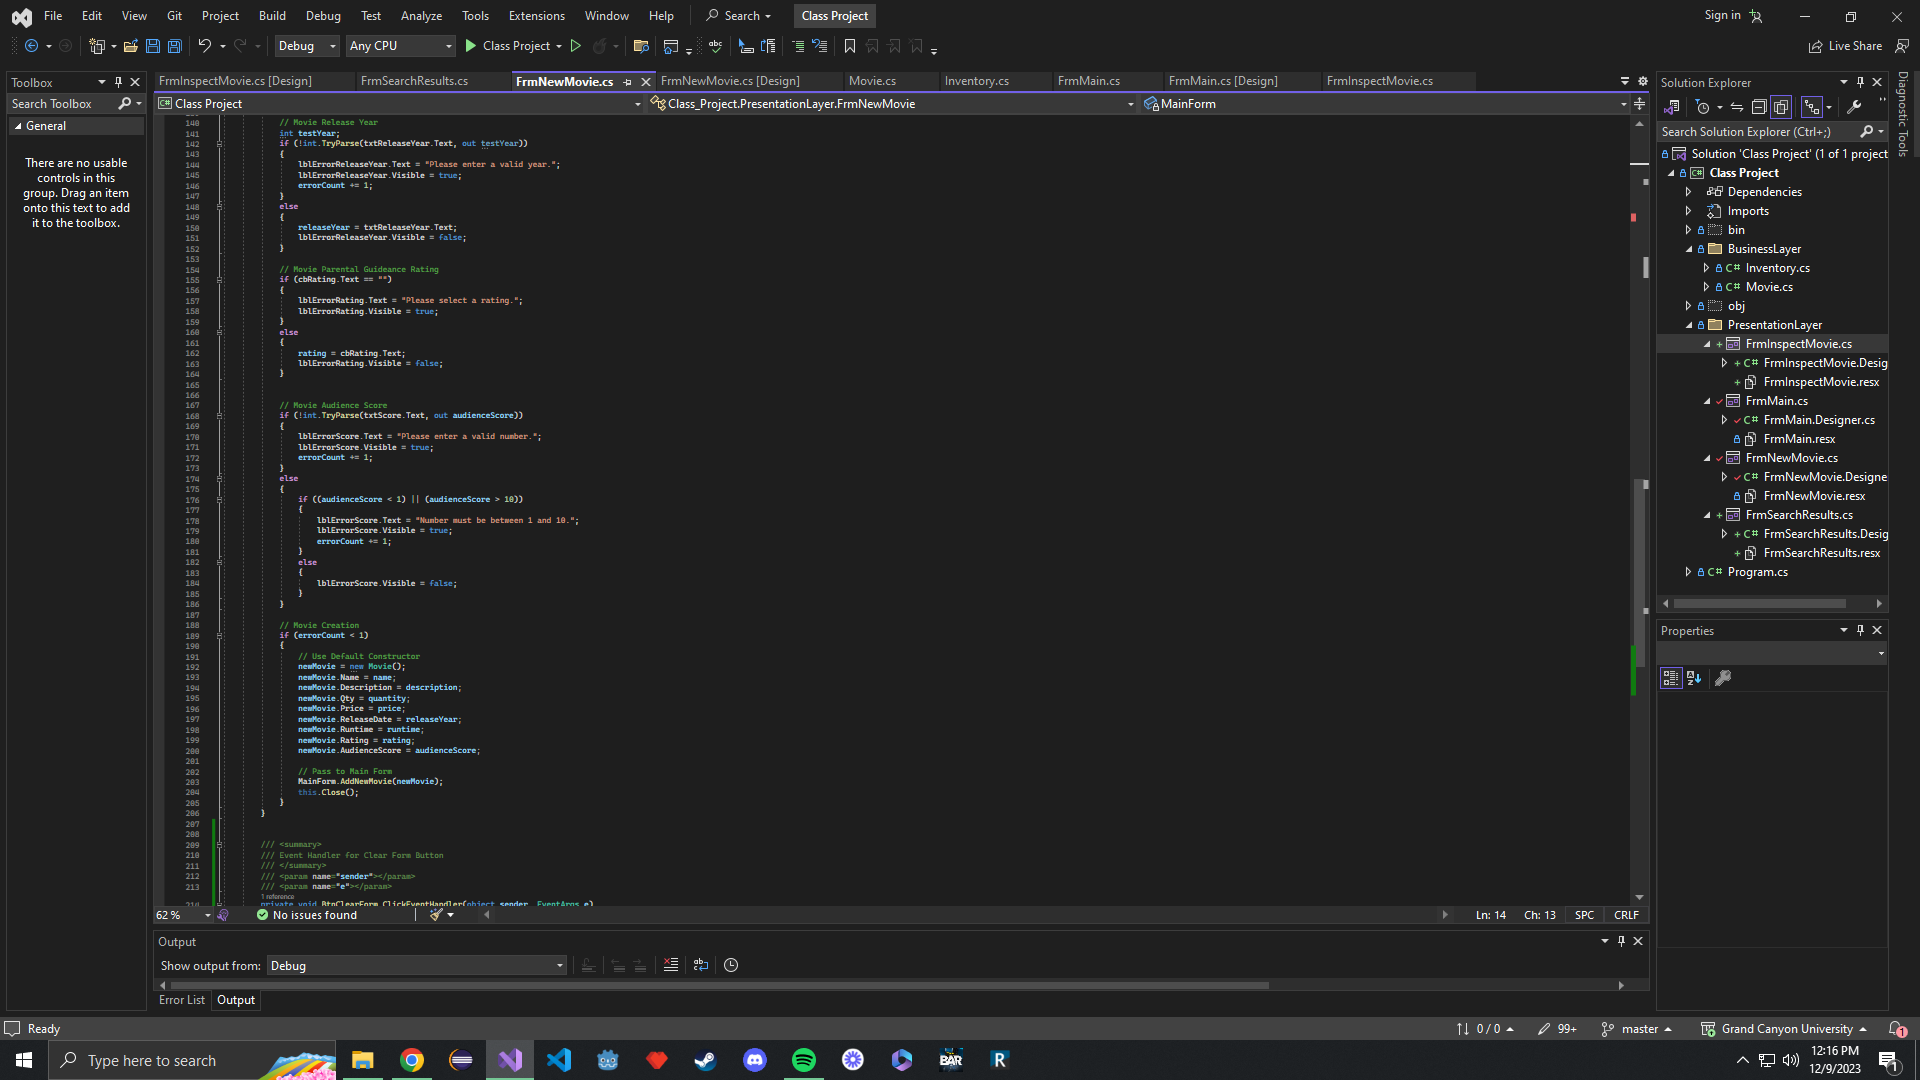 File Edit View Git Project Build Debug Test Analyze Tools Extensions Window Help Search Class Project Sign in
Debug Any CPU Class Project Live Share
Toolbox
Search Toolbox
General
There are no usable
controls in this
group. Drag an item
onto this text to add
it to the toolbox.
FrmInspectMovie.cs [Design] FrmSearchResults.cs FrmNewMovie.cs FrmNewMovie.cs [Design] Movie.cs Inventory.cs FrmMain.cs FrmMain.cs [Design] FrmInspectMovie.cs
Class Project Class_Project.PresentationLayer.FrmNewMovie MainForm
140 // Movie Release Year
141 int testYear;
142 if (!int.TryParse(txtReleaseYear.Text, out testYear))
143 {
144 lblErrorReleaseYear.Text = "Please enter a valid year.";
145 lblErrorReleaseYear.Visible = true;
146 errorCount += 1;
147 }
148 else
149 {
150 releaseYear = txtReleaseYear.Text;
151 lblErrorReleaseYear.Visible = false;
152 }
153
154 // Movie Parental Guideance Rating
155 if (cbRating.Text == "")
156 {
157 lblErrorRating.Text = "Please select a rating.";
158 lblErrorRating.Visible = true;
159 }
160 else
161 {
162 rating = cbRating.Text;
163 lblErrorRating.Visible = false;
164 }
165
166
167 // Movie Audience Score
168 if (!int.TryParse(txtScore.Text, out audienceScore))
169 {
170 lblErrorScore.Text = "Please enter a valid number.";
171 lblErrorScore.Visible = true;
172 errorCount += 1;
173 }
174 else
175 {
176 if ((audienceScore < 1) || (audienceScore > 10))
177 {
178 lblErrorScore.Text = "Number must be between 1 and 10.";
179 lblErrorScore.Visible = true;
180 errorCount += 1;
181 }
182 else
183 {
184 lblErrorScore.Visible = false;
185 }
186 }
187
188 // Movie Creation
189 if (errorCount < 1)
190 {
191 // Use Default Constructor
192 newMovie = new Movie();
193 newMovie.Name = name;
194 newMovie.Description = description;
195 newMovie.Qty = quantity;
196 newMovie.Price = price;
197 newMovie.ReleaseDate = releaseYear;
198 newMovie.Runtime = runtime;
199 newMovie.Rating = rating;
200 newMovie.AudienceScore = audienceScore;
201
202 // Pass to Main Form
203 MainForm.AddNewMovie(newMovie);
204 this.Close();
205 }
206 }
207
208
209 /// <summary>
210 /// Event Handler for Clear Form Button
211 /// </summary>
212 /// <param name="sender"></param>
213 /// <param name="e"></param>
1 reference
214 private void BtnClearForm_ClickEventHandler(object sender, EventArgs e)
62 % No issues found Ln: 14 Ch: 13 SPC CRLF
Output
Show output from: Debug
Error List Output
Solution Explorer
Search Solution Explorer (Ctrl+;)
Solution 'Class Project' (1 of 1 project
Class Project
Dependencies
Imports
bin
BusinessLayer
C# Inventory.cs
C# Movie.cs
obj
PresentationLayer
FrmInspectMovie.cs
C# FrmInspectMovie.Desig
FrmInspectMovie.resx
FrmMain.cs
C# FrmMain.Designer.cs
FrmMain.resx
FrmNewMovie.cs
C# FrmNewMovie.Designe
FrmNewMovie.resx
FrmSearchResults.cs
C# FrmSearchResults.Desig
FrmSearchResults.resx
C# Program.cs
Properties
Diagnostic Tools
Ready 0 / 0 99+ master Grand Canyon University 1
Type here to search BAR R 12:16 PM
12/9/2023 1